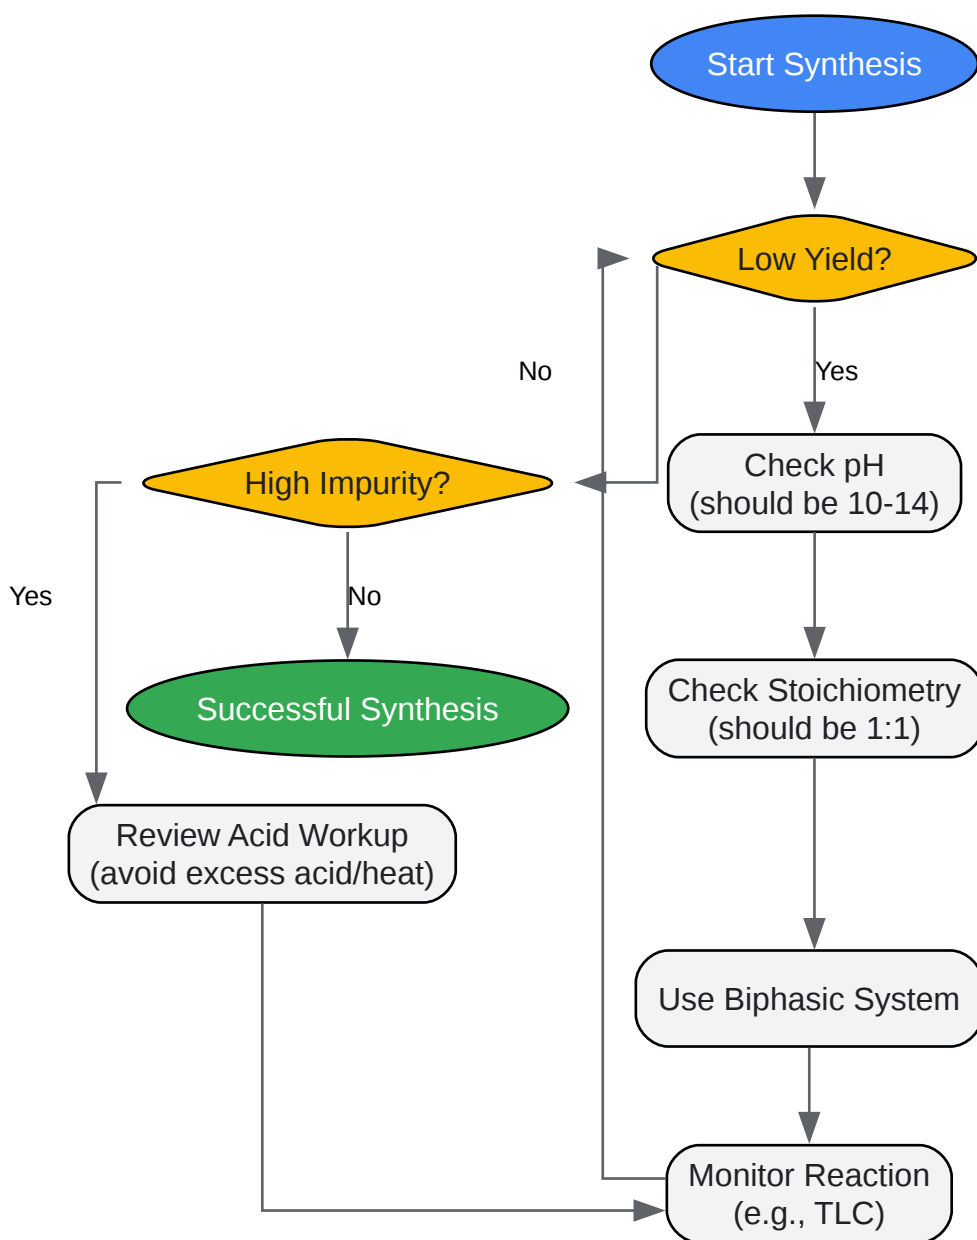 Start Synthesis
Low Yield?
No
Yes
Check pH
(should be 10-14)
High Impurity?
Yes
No
Check Stoichiometry
(should be 1:1)
Successful Synthesis
Review Acid Workup
(avoid excess acid/heat)
Use Biphasic System
Monitor Reaction
(e.g., TLC)